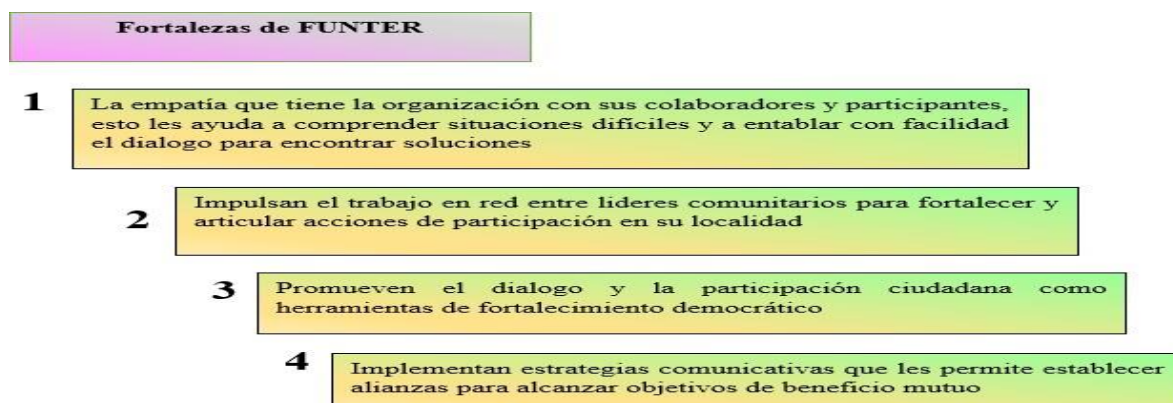 Fortalezas de FUNTER
1
La empatía que tiene la organización con sus colaboradores y participantes,
esto les ayuda a comprender situaciones difíciles y a entablar con facilidad
el dialogo para encontrar soluciones
2
Impulsan el trabajo en red entre lideres comunitarios para fortalecer y
articular acciones de participación en su localidad
3
Promueven el dialogo y la participación ciudadana como
herramientas de fortalecimiento democrático
4
Implementan estrategias comunicativas que les permite establecer
alianzas para alcanzar objetivos de beneficio mutuo